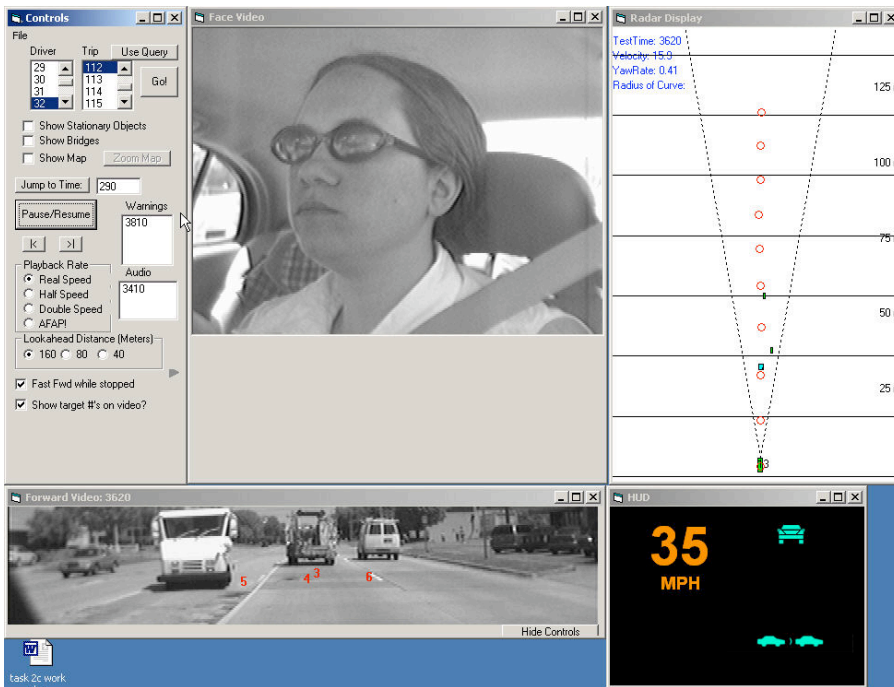 Controls
File
Driver Trip Use Query
29 112
30 113
31 114
32 115
Go!
Show Stationary Objects
Show Bridges
Show Map Zoom Map
Jump to Time: 290
Pause/Resume
Warnings
3810
Playback Rate
Real Speed
Half Speed
Double Speed
AFAP!
Audio
3410
Lookahead Distance (Meters)
160 80 40
Fast Fwd while stopped
Show target #'s on video?
Face Video
Radar Display
TestTime: 3620
Velocity: 15.9
YawRate: 0.41
Radius of Curve:
125
100
75
50
25
Forward Video: 3620
5 4 3 6
Hide Controls
HUD
35
MPH
task 2c work